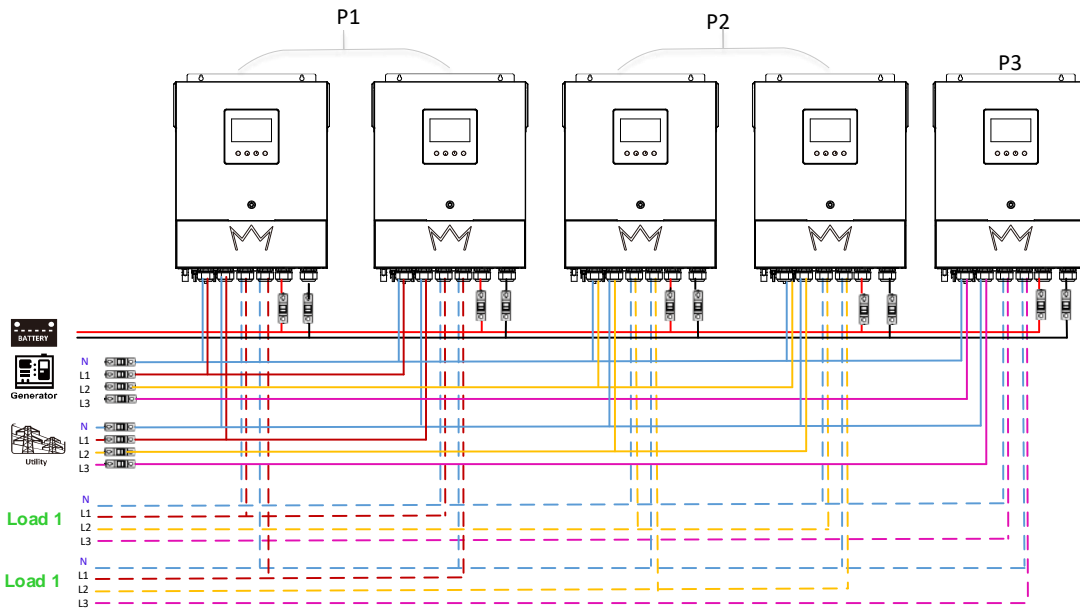 P1
P2
P3
BATTERY
N
L1
Generator
L2
L3
N
L1
L2
Utility
L3
N
L1
Load 1
L2
L3
N
L1
Load 1
L2
L3